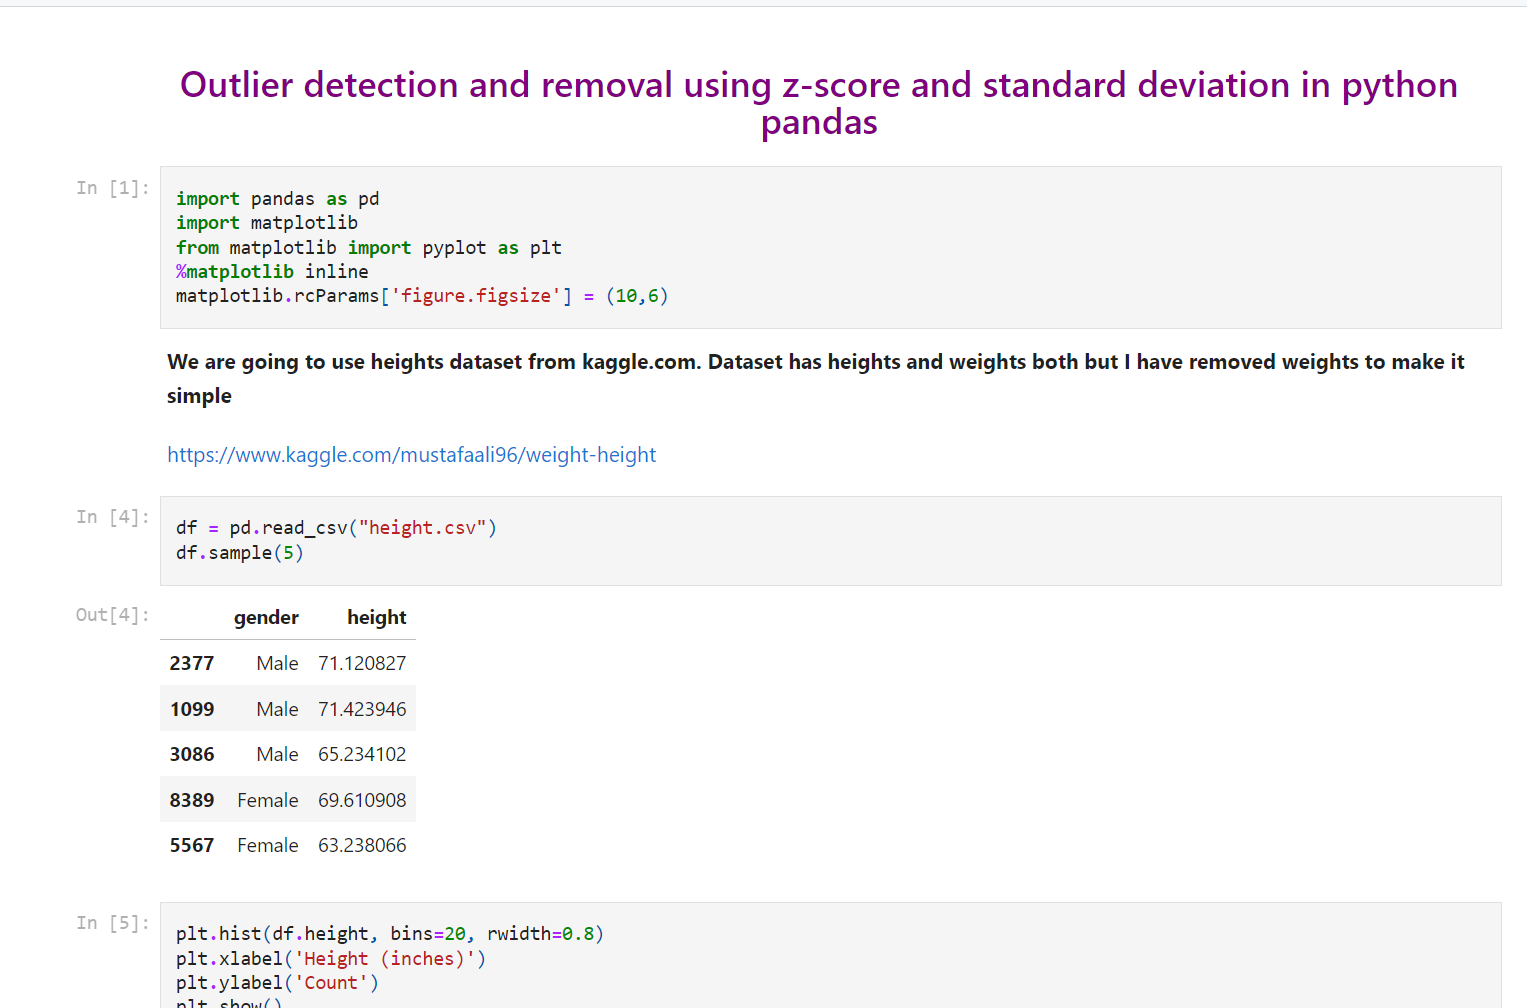 Outlier detection and removal using z-score and standard deviation in python
pandas
In [1]:
import pandas as pd
import matplotlib
from matplotlib import pyplot as plt
%matplotlib inline
matplotlib.rcParams['figure.figsize'] = (10,6)
We are going to use heights dataset from kaggle.com. Dataset has heights and weights both but I have removed weights to make it
simple
https://www.kaggle.com/mustafaali96/weight-height
In [4]:
df = pd.read_csv("height.csv")
df.sample(5)
Out[4]:
gender height
2377 Male 71.120827
1099 Male 71.423946
3086 Male 65.234102
8389 Female 69.610908
5567 Female 63.238066
In [5]:
plt.hist(df.height, bins=20, rwidth=0.8)
plt.xlabel('Height (inches)')
plt.ylabel('Count')
plt.show()